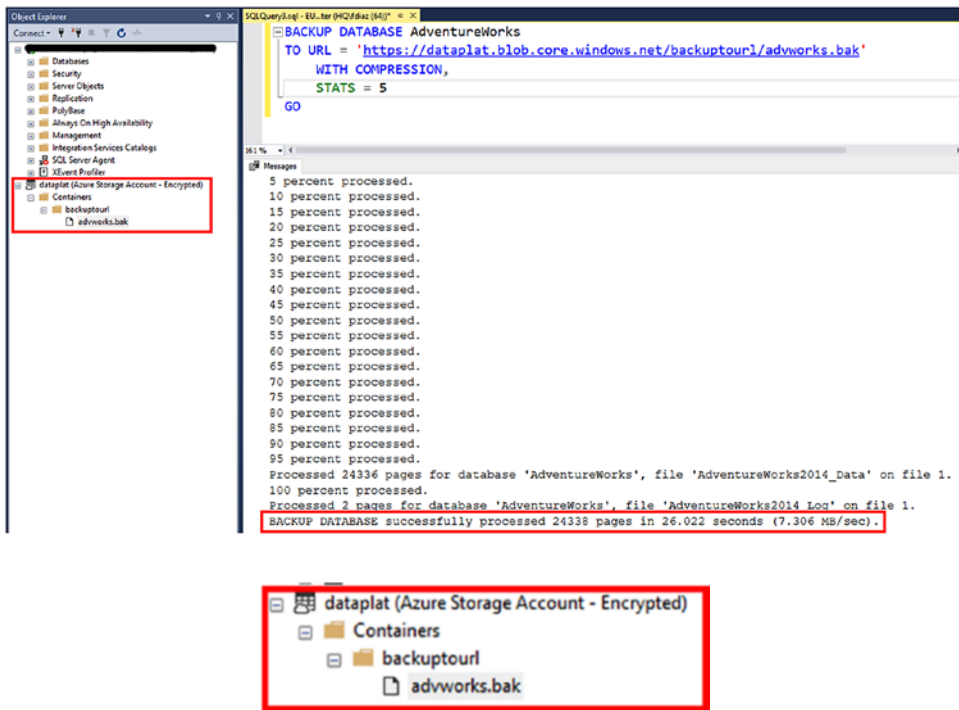 Object Explorer
Connect
Databases
Security
Server Objects
Replication
PolyBase
Always On High Availability
Management
Integration Services Catalogs
SQL Server Agent
XEvent Profiler
dataplat (Azure Storage Account - Encrypted)
Containers
backuptourl
advworks.bak
SQLQuery3.sql - EU...ter (HQ\fdiaz (64))*
BACKUP DATABASE AdventureWorks
TO URL = 'https://dataplat.blob.core.windows.net/backuptourl/advworks.bak'
WITH COMPRESSION,
STATS = 5
GO
161 %
Messages
5 percent processed.
10 percent processed.
15 percent processed.
20 percent processed.
25 percent processed.
30 percent processed.
35 percent processed.
40 percent processed.
45 percent processed.
50 percent processed.
55 percent processed.
60 percent processed.
65 percent processed.
70 percent processed.
75 percent processed.
80 percent processed.
85 percent processed.
90 percent processed.
95 percent processed.
Processed 24336 pages for database 'AdventureWorks', file 'AdventureWorks2014_Data' on file 1.
100 percent processed.
Processed 2 pages for database 'AdventureWorks', file 'AdventureWorks2014_Log' on file 1.
BACKUP DATABASE successfully processed 24338 pages in 26.022 seconds (7.306 MB/sec).
dataplat (Azure Storage Account - Encrypted)
Containers
backuptourl
advworks.bak